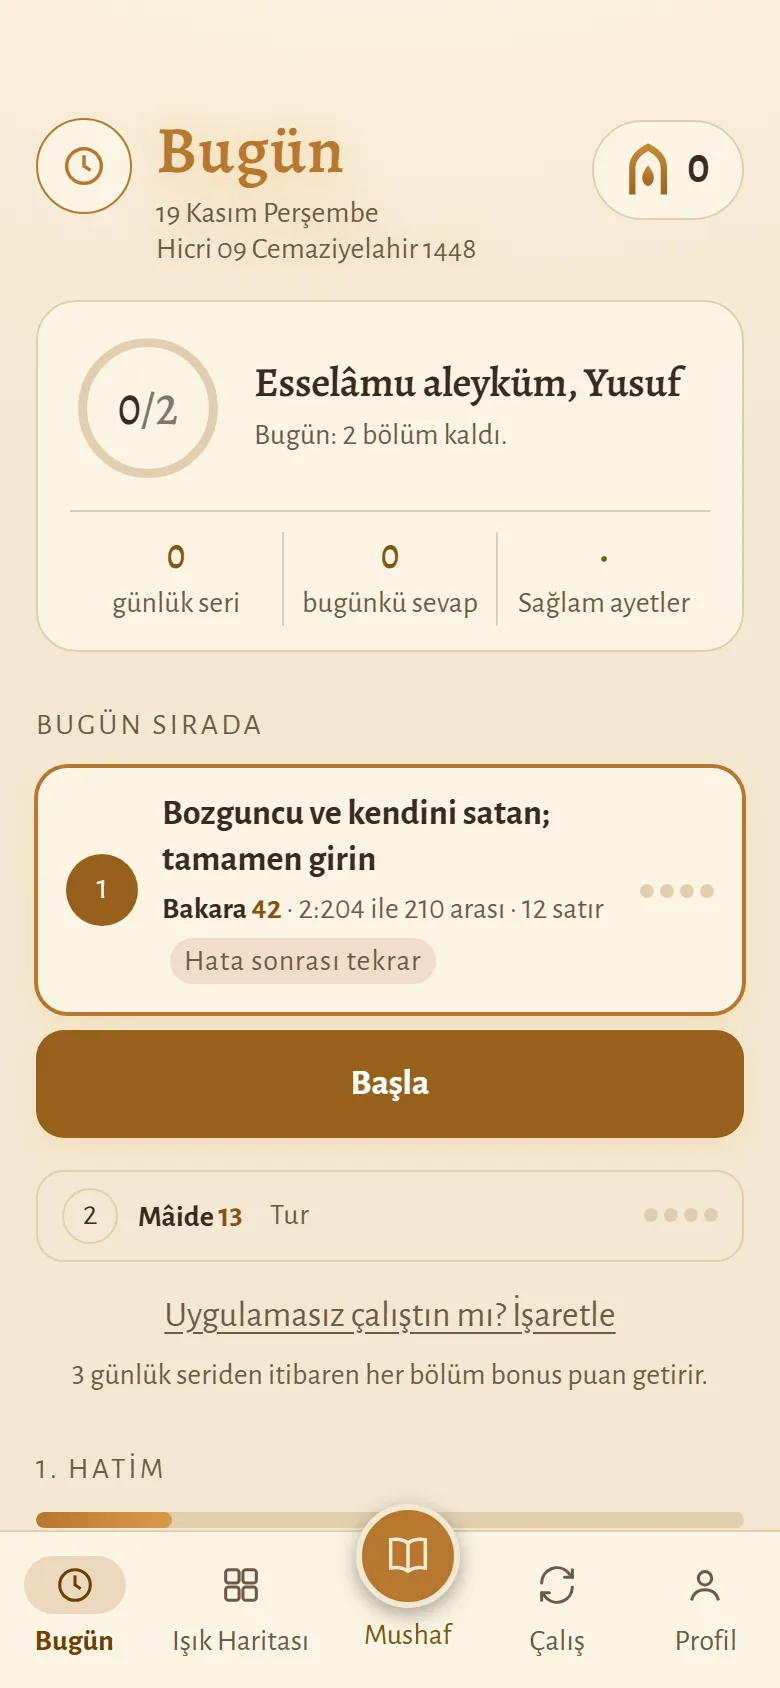 Bugün
19 Kasım Perşembe
Hicri 09 Cemaziyelahir 1448
0
0/2
Esselâmu aleyküm, Yusuf
Bugün: 2 bölüm kaldı.
0
günlük seri
0
bugünkü sevap
·
Sağlam ayetler
BUGÜN SIRADA
1
Bozguncu ve kendini satan;
tamamen girin
Bakara 42 · 2:204 ile 210 arası · 12 satır
Hata sonrası tekrar
Başla
2 Mâide 13 Tur
Uygulamasız çalıştın mı? İşaretle
3 günlük seriden itibaren her bölüm bonus puan getirir.
1. HATİM
Bugün
Işık Haritası
Mushaf
Çalış
Profil